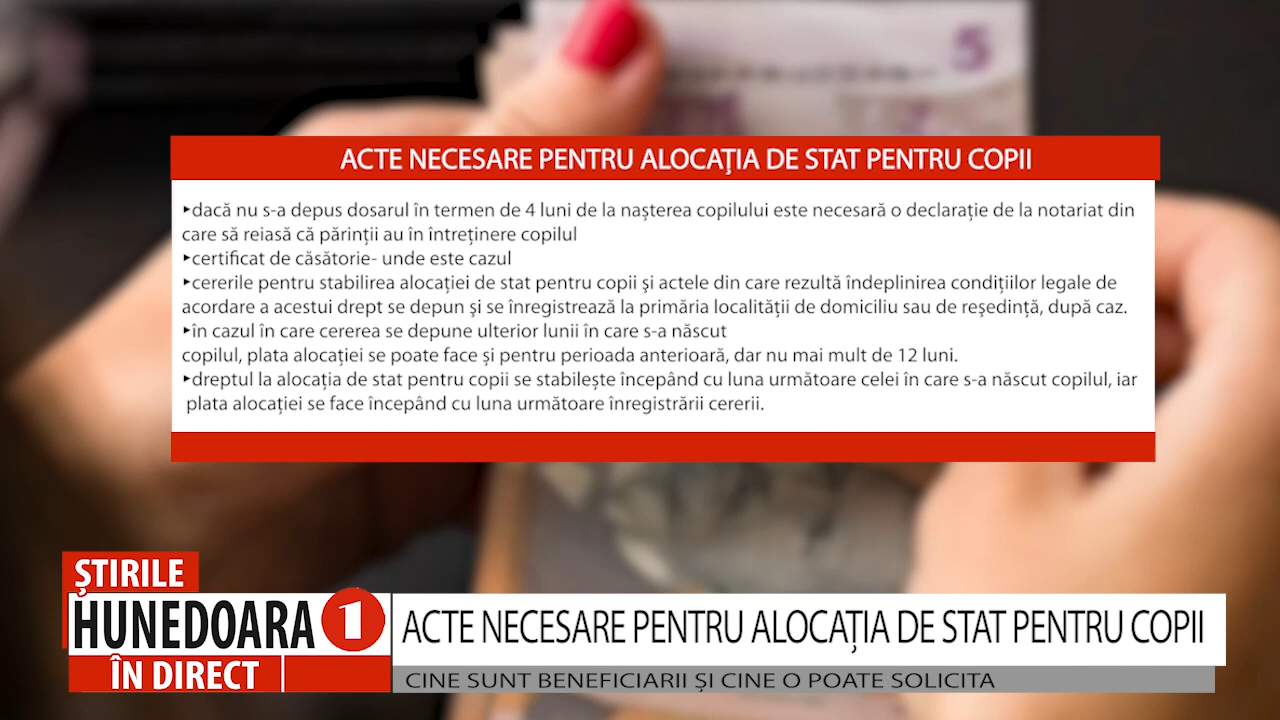 5
ACTE NECESARE PENTRU ALOCAŢIA DE STAT PENTRU COPII
‣dacă nu s-a depus dosarul în termen de 4 luni de la nașterea copilului este necesară o declarație de la notariat din
care să reiasă că părinții au în întreținere copilul
‣certificat de căsătorie- unde este cazul
‣cererile pentru stabilirea alocației de stat pentru copii şi actele din care rezultă îndeplinirea condițiilor legale de
acordare a acestui drept se depun şi se înregistrează la primăria localității de domiciliu sau de reşedință, după caz.
‣în cazul în care cererea se depune ulterior lunii în care s-a născut
copilul, plata alocației se poate face și pentru perioada anterioară, dar nu mai mult de 12 luni.
‣dreptul la alocația de stat pentru copii se stabilește începând cu luna următoare celei în care s-a născut copilul, iar
plata alocației se face începând cu luna următoare înregistrării cererii.
ȘTIRILE
HUNEDOARA 1
ÎN DIRECT
ACTE NECESARE PENTRU ALOCAȚIA DE STAT PENTRU COPII
CINE SUNT BENEFICIARII ȘI CINE O POATE SOLICITA